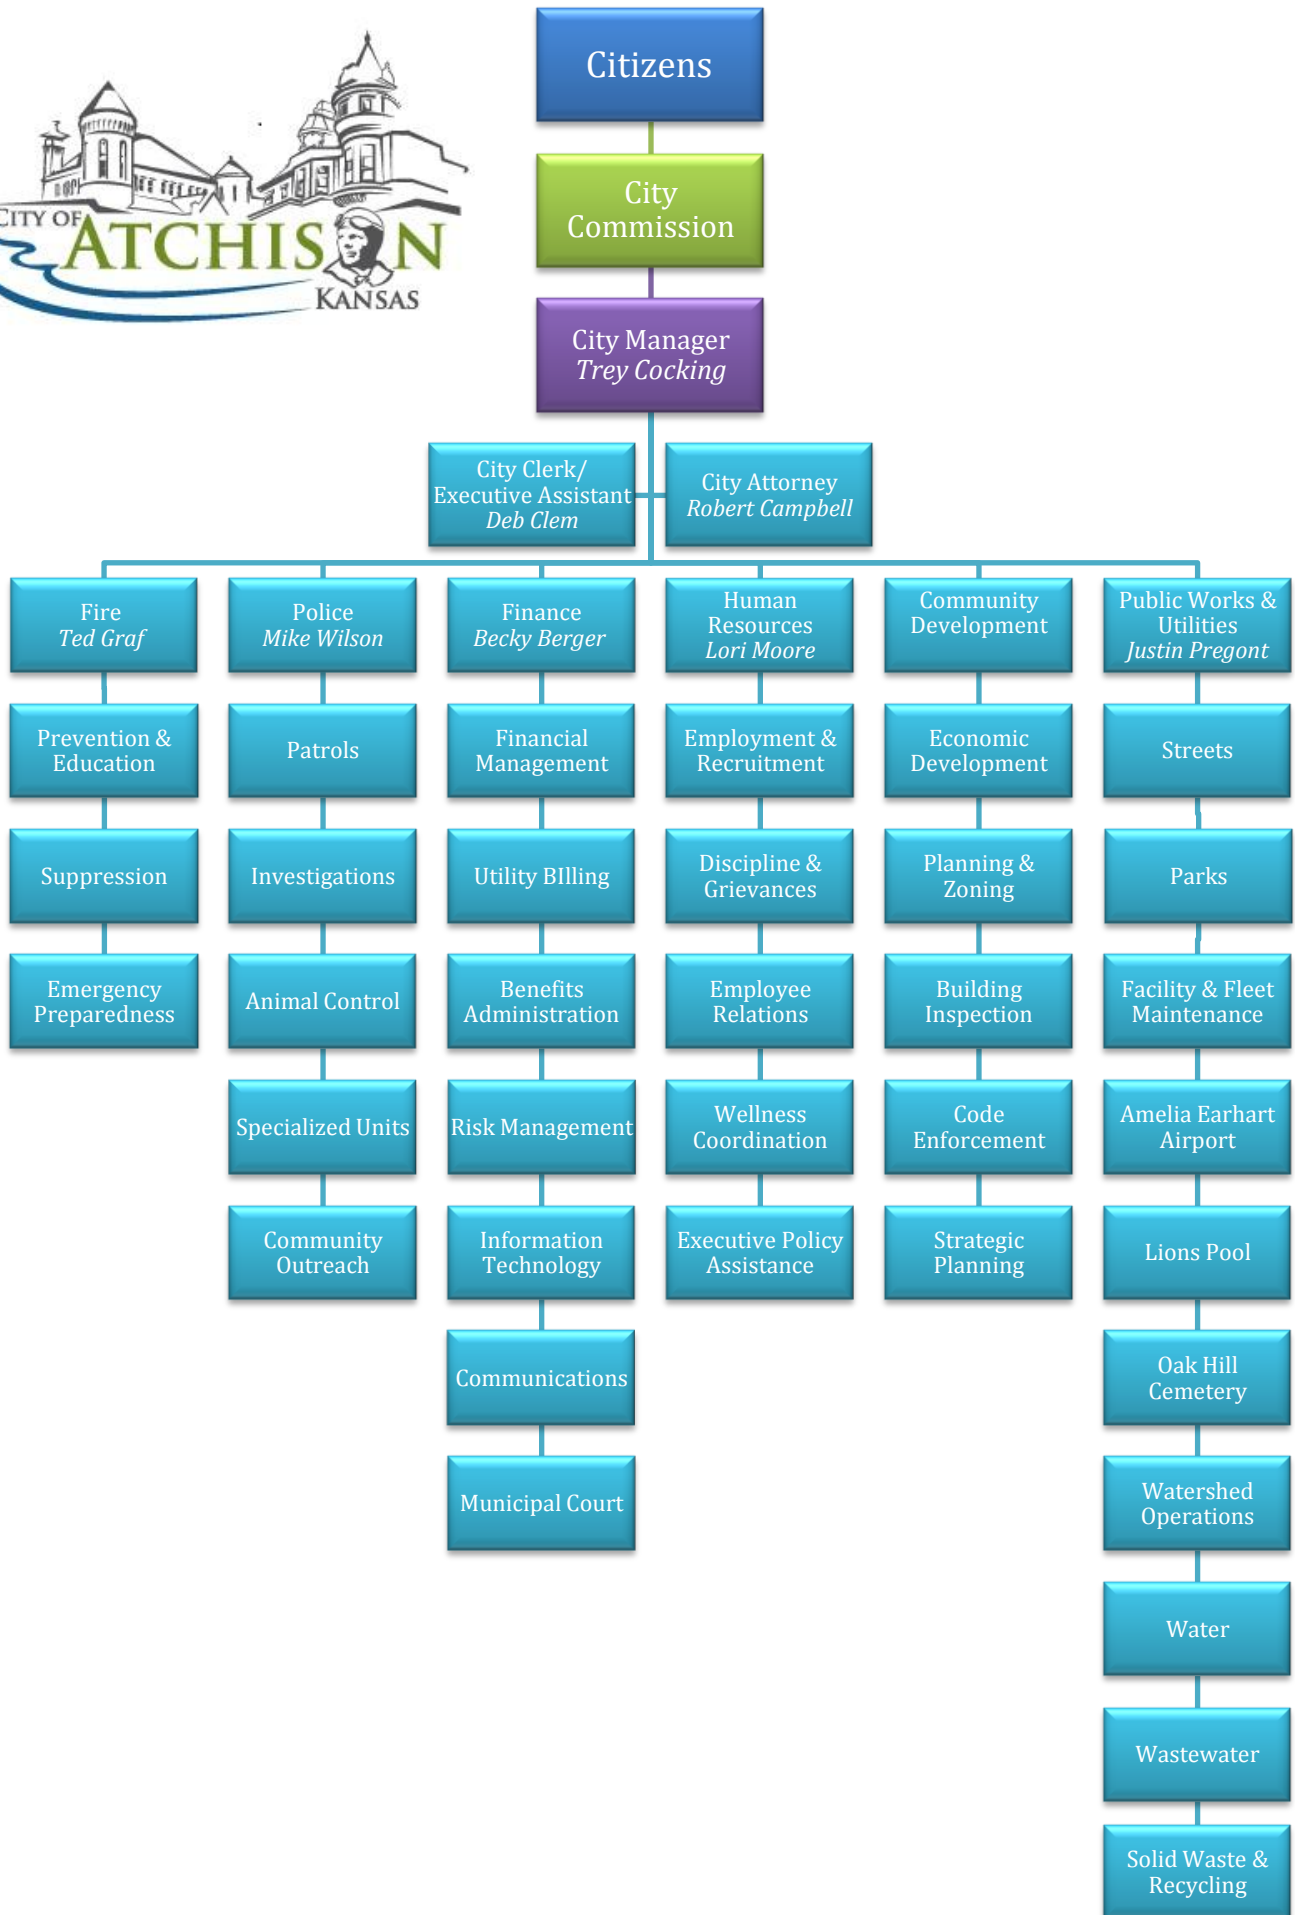 CITY OF
ATCHISON
KANSAS
Citizens
City
Commission
City Manager
Trey Cocking
City Clerk/
Executive Assistant
Deb Clem
City Attorney
Robert Campbell
Fire
Ted Graf
Prevention &
Education
Suppression
Emergency
Preparedness
Police
Mike Wilson
Patrols
Investigations
Animal Control
Specialized Units
Community
Outreach
Finance
Becky Berger
Financial
Management
Utility BIlling
Benefits
Administration
Risk Management
Information
Technology
Communications
Municipal Court
Human
Resources
Lori Moore
Employment &
Recruitment
Discipline &
Grievances
Employee
Relations
Wellness
Coordination
Executive Policy
Assistance
Community
Development
Economic
Development
Planning &
Zoning
Building
Inspection
Code
Enforcement
Strategic
Planning
Public Works &
Utilities
Justin Pregont
Streets
Parks
Facility & Fleet
Maintenance
Amelia Earhart
Airport
Lions Pool
Oak Hill
Cemetery
Watershed
Operations
Water
Wastewater
Solid Waste &
Recycling